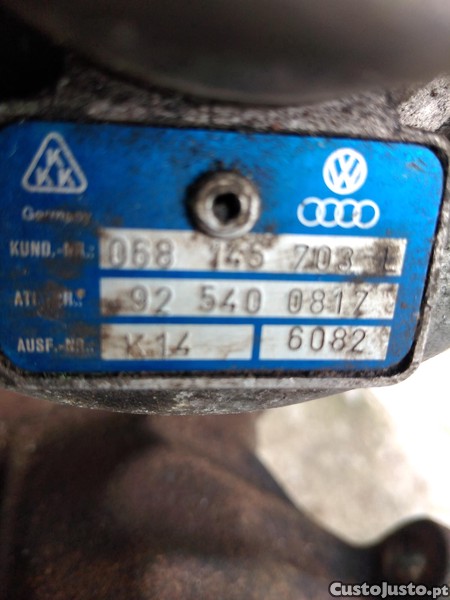 KKK
Germany
KUND.-NR.: 068 145 703 L
ATL-NR.: 92 540 0817
AUSF.-NR.: K 14 6082
CustoJusto.pt